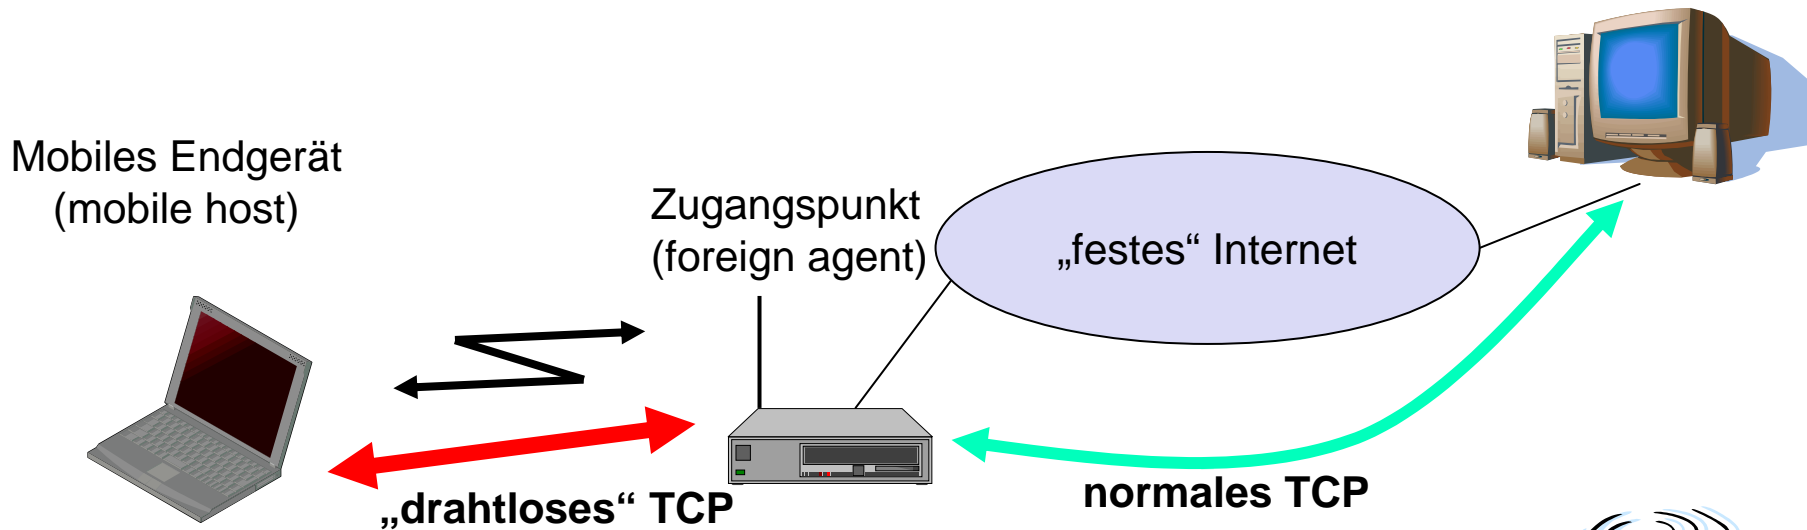 Mobiles Endgerät
(mobile host)
Zugangspunkt
(foreign agent)
„festes“ Internet
„drahtloses“ TCP
normales TCP